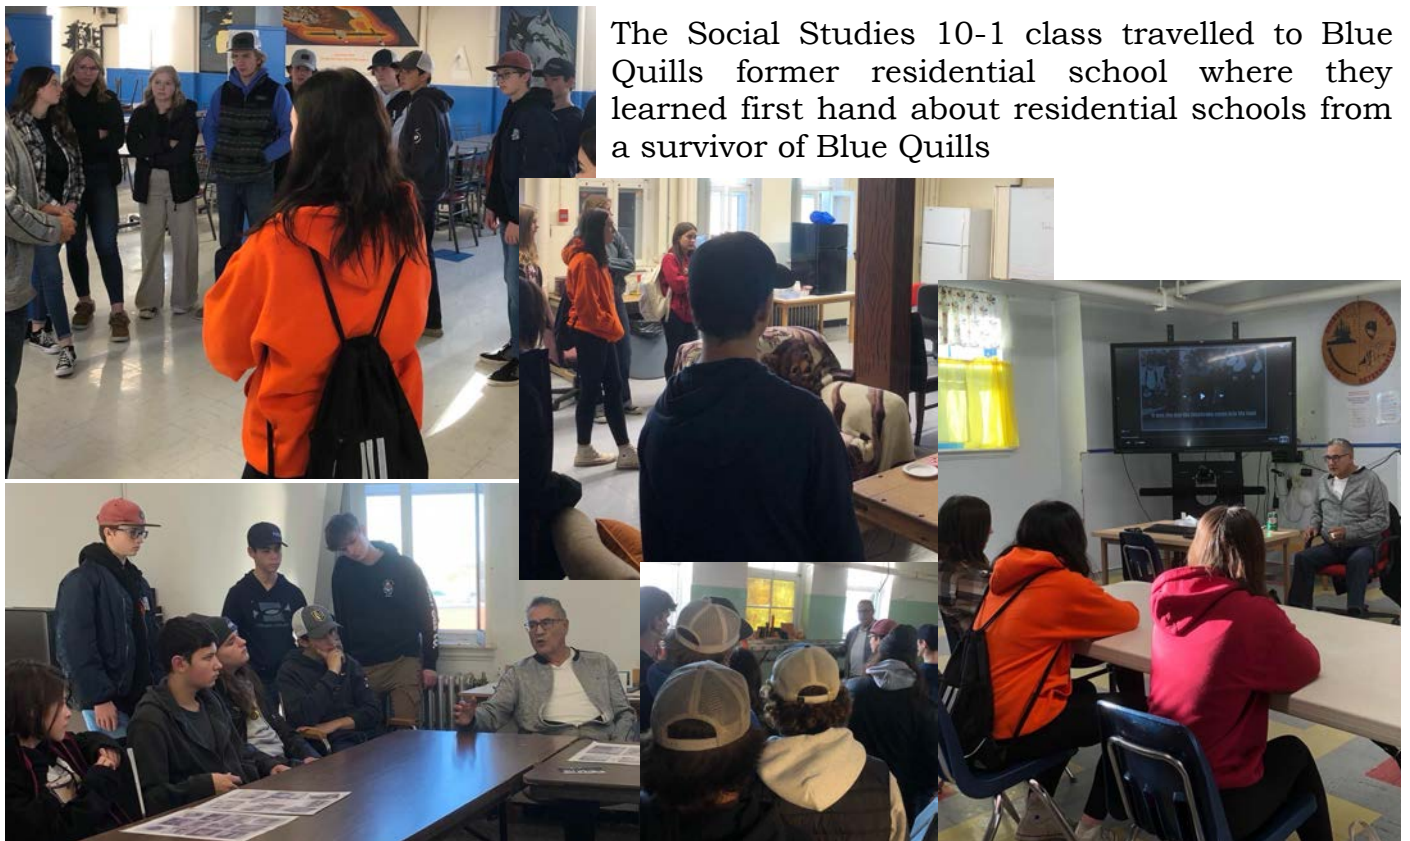 The Social Studies 10-1 class travelled to Blue
Quills former residential school where they
learned first hand about residential schools from
a survivor of Blue Quills